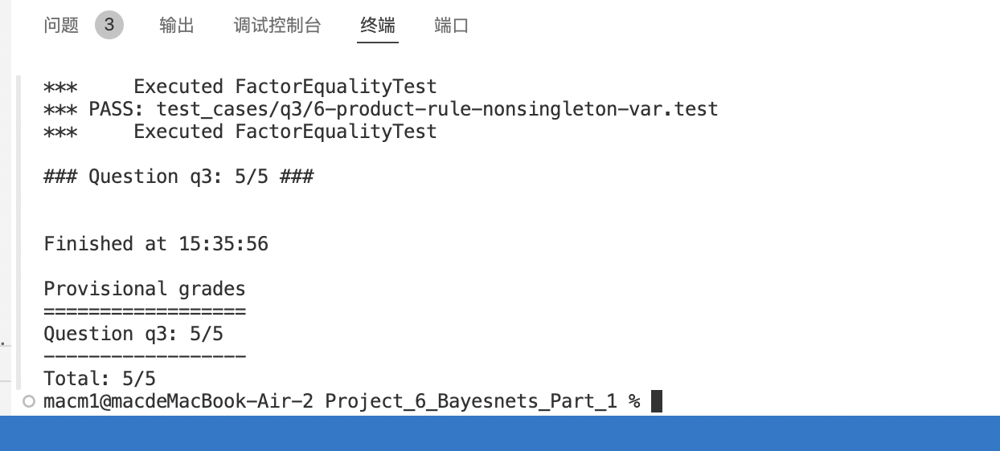 问题 3 输出 调试控制台 终端 端口
*** Executed FactorEqualityTest
*** PASS: test_cases/q3/6-product-rule-nonsingleton-var.test
*** Executed FactorEqualityTest
### Question q3: 5/5 ###
Finished at 15:35:56
Provisional grades
==================
Question q3: 5/5
------------------
Total: 5/5
macm1@macdeMacBook-Air-2 Project_6_Bayesnets_Part_1 %